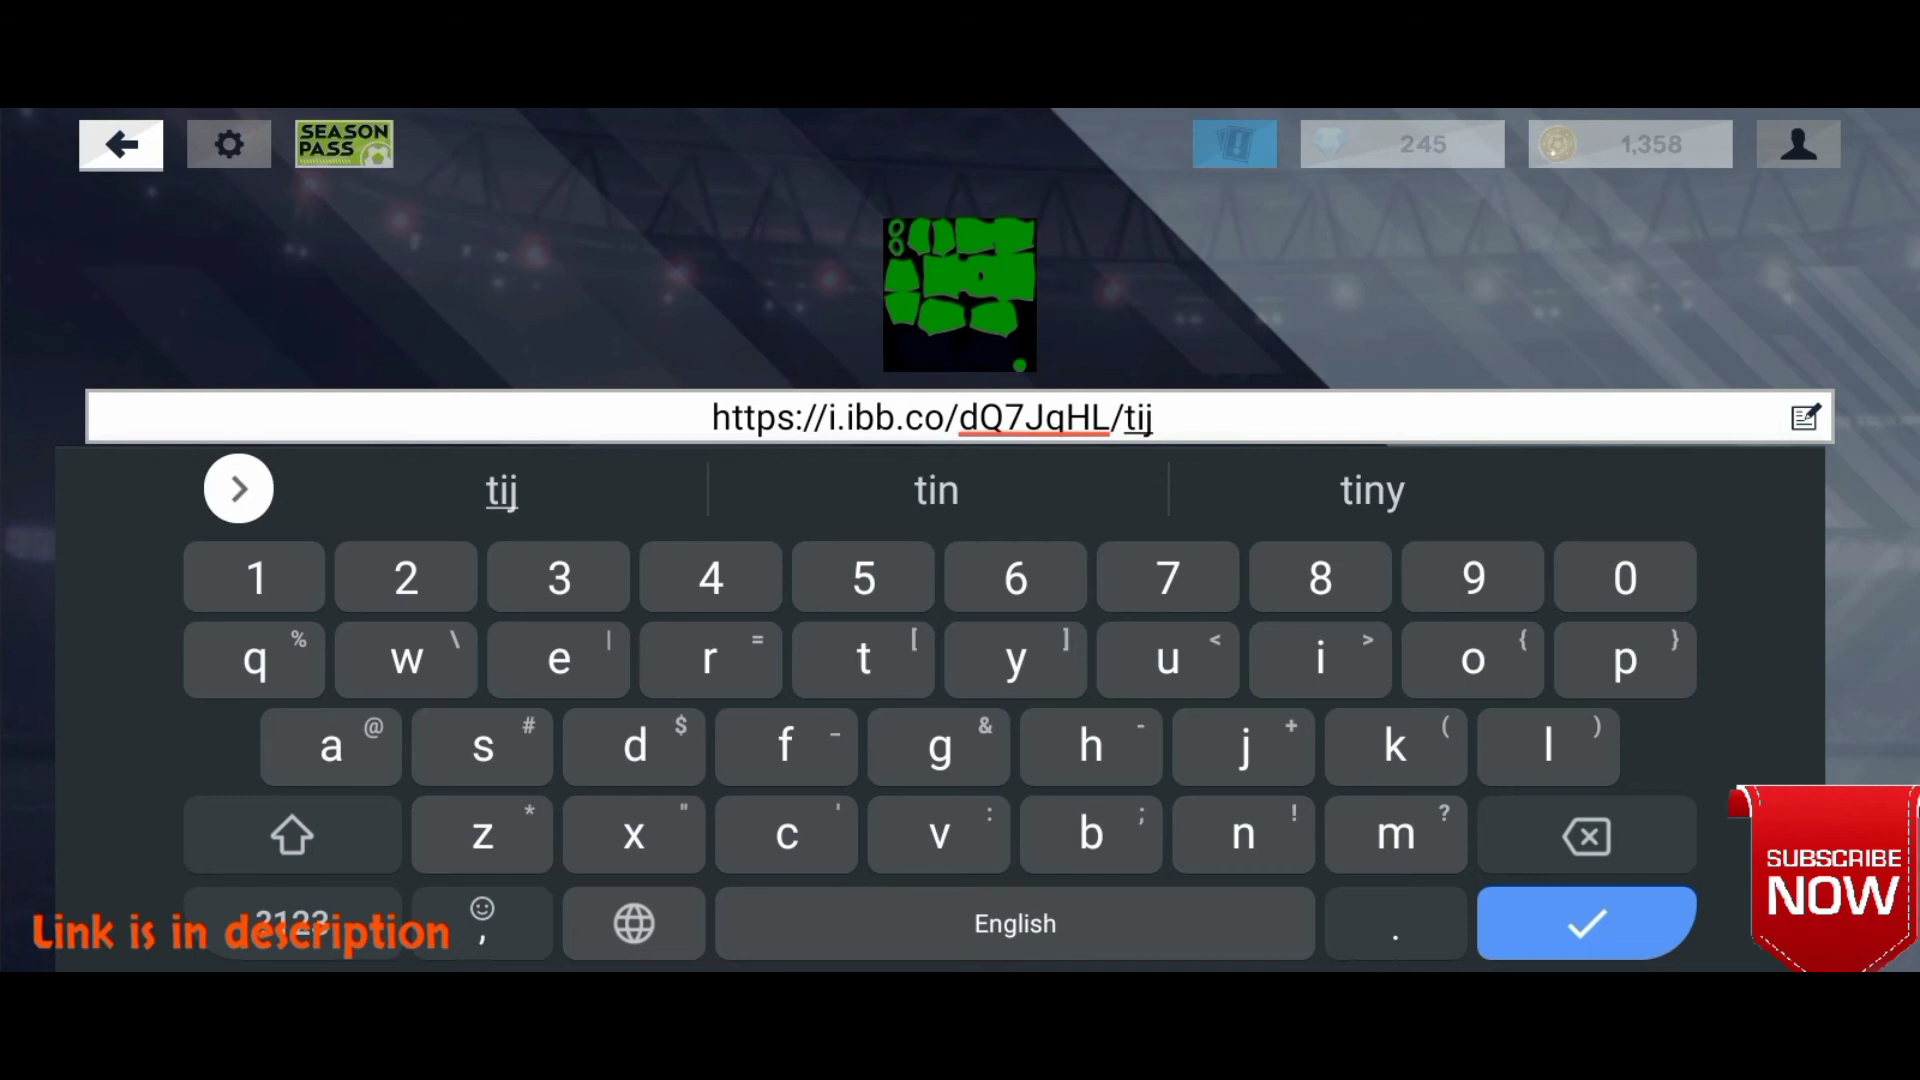 SEASON
PASS
245
1,358
https://i.ibb.co/dQ7JqHL/tij
tij tin tiny
1 2 3 4 5 6 7 8 9 0
q % w \ e | r = t [ y ] u < i > o { p }
a @ s # d $ f _ g & h - j + k ( l )
z * x " c ' v : b ; n ! m ?
, English .
Link is in description
SUBSCRIBE
NOW